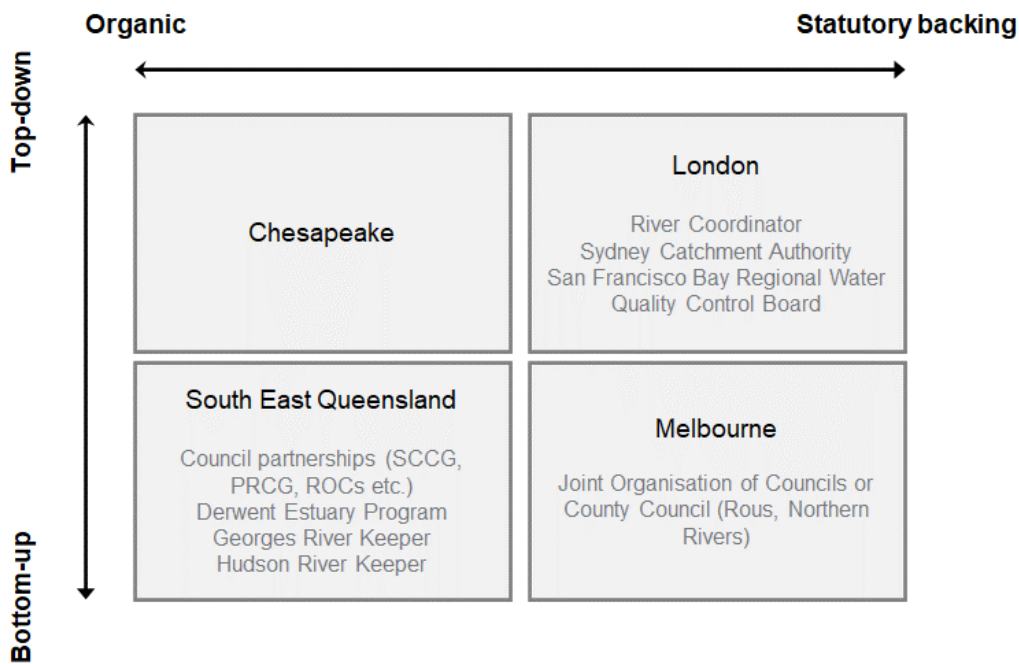 Organic
Statutory backing
Top-down
Chesapeake
London
River Coordinator
Sydney Catchment Authority
San Francisco Bay Regional Water
Quality Control Board
South East Queensland
Council partnerships (SCCG,
PRCG, ROCs etc.)
Derwent Estuary Program
Georges River Keeper
Hudson River Keeper
Melbourne
Joint Organisation of Councils or
County Council (Rous, Northern
Rivers)
Bottom-up